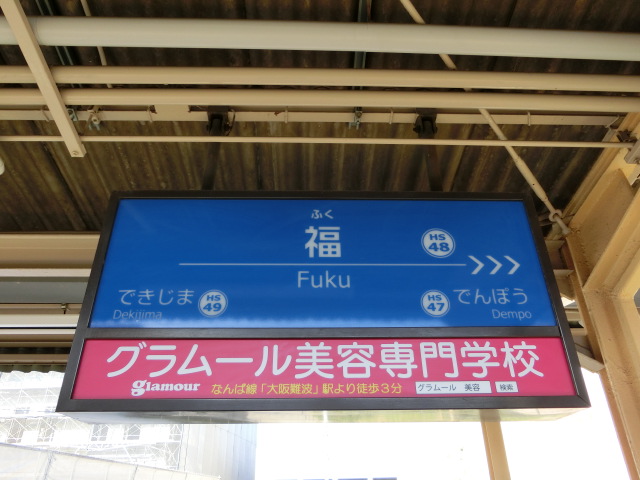 ふく
福
HS
48
Fuku
できじま
HS
49
HS
47
でんぽう
Dekijima
Dempo
グラムール美容専門学校
glamour
なんば線「大阪難波」駅より徒歩3分
グラムール 美容
検索